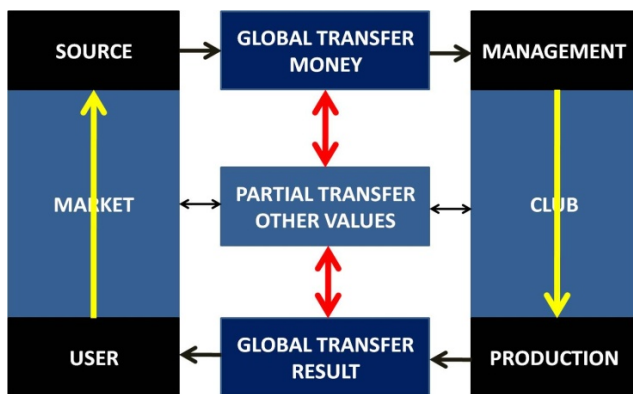 SOURCE
GLOBAL TRANSFER
MONEY
MANAGEMENT
MARKET
PARTIAL TRANSFER
OTHER VALUES
CLUB
USER
GLOBAL TRANSFER
RESULT
PRODUCTION